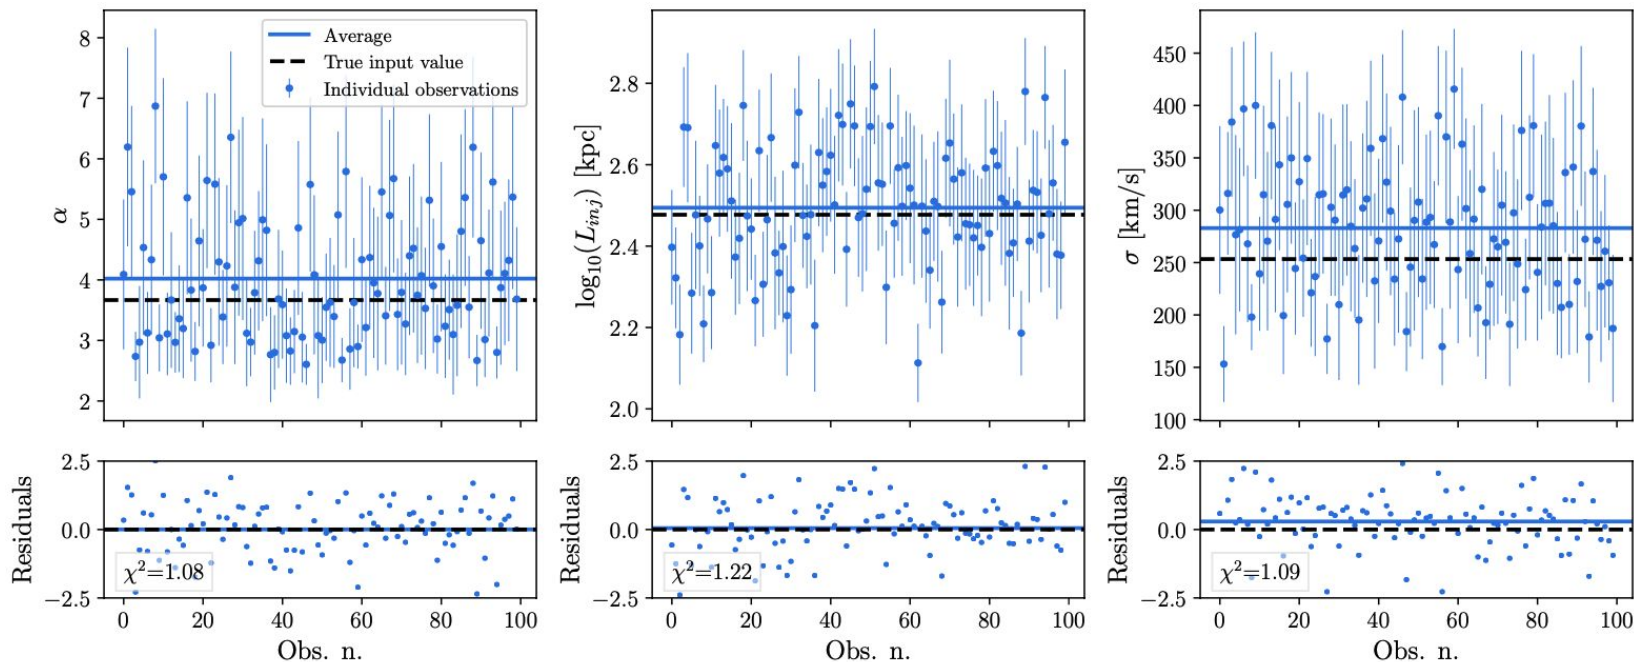 8
7
6
5
4
3
2
α
Average
True input value
Individual observations
2.8
2.6
2.4
2.2
2.0
log₁₀(L_inj) [kpc]
450
400
350
300
250
200
150
100
σ [km/s]
2.5
0.0
−2.5
Residuals
χ²=1.08
0 20 40 60 80 100
Obs. n.
2.5
0.0
−2.5
Residuals
χ²=1.22
0 20 40 60 80 100
Obs. n.
2.5
0.0
−2.5
Residuals
χ²=1.09
0 20 40 60 80 100
Obs. n.